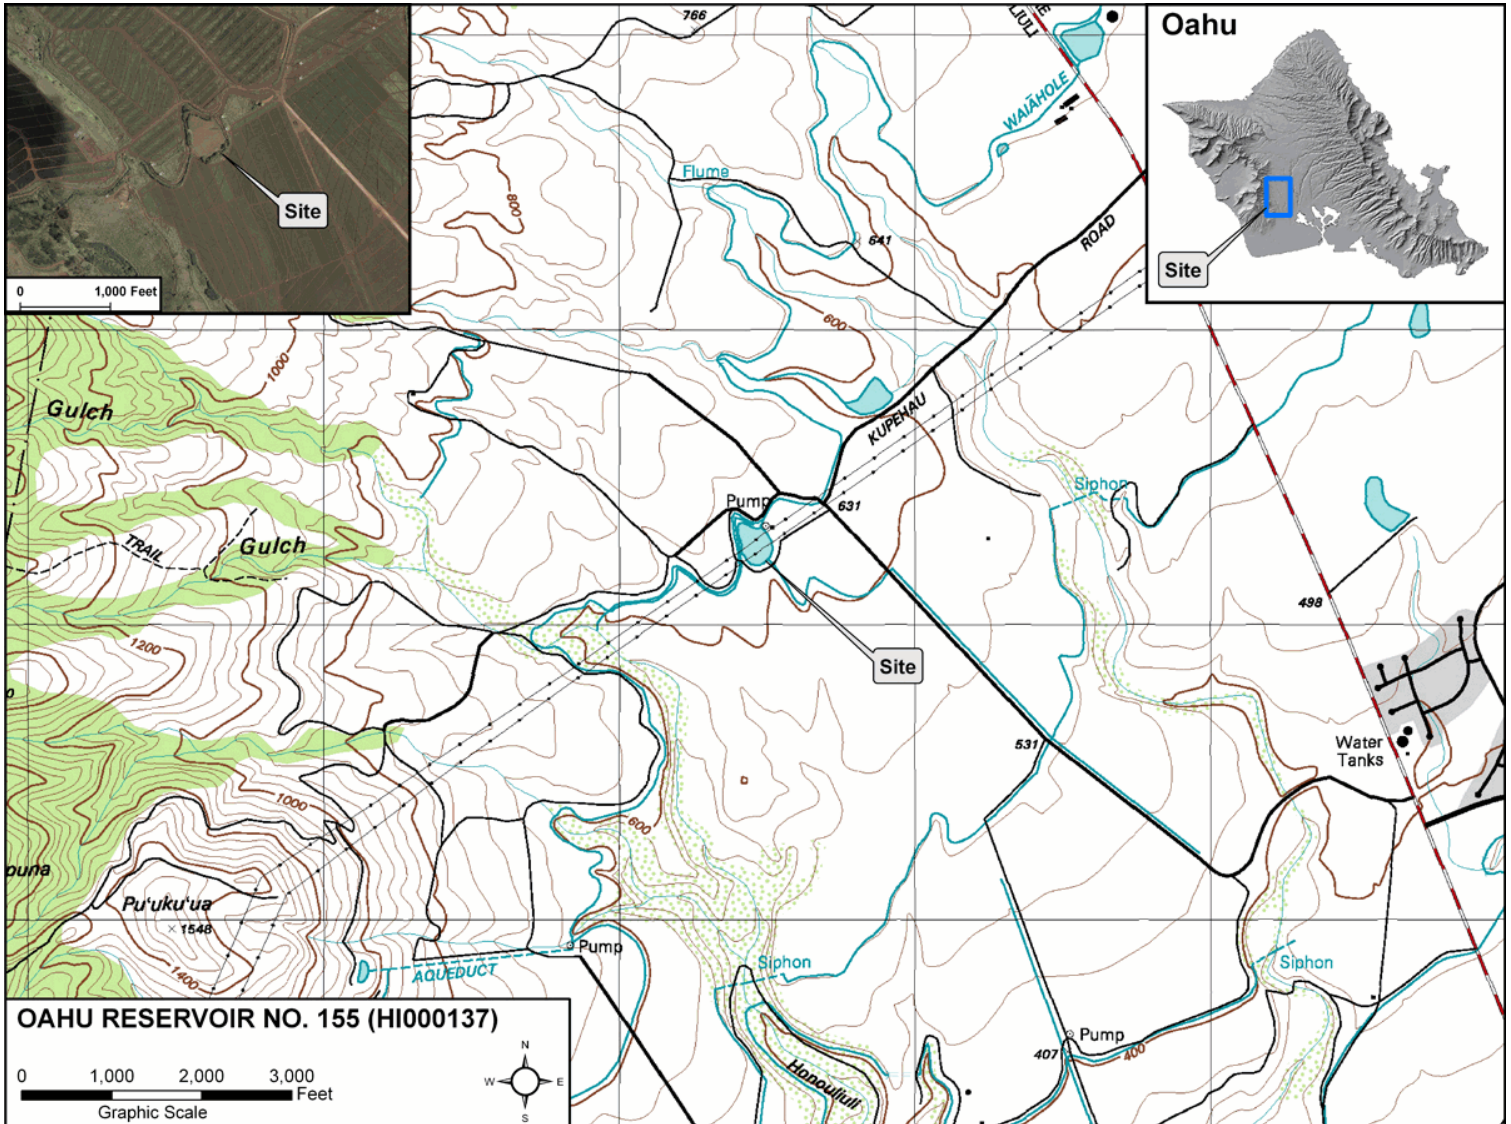 766
E
LIULI
Oahu
Site
Site
0
1,000 Feet
WAIĀHOLE
Flume
800
641
ROAD
600
1000
Gulch
KUPEHAU
Pump
631
Siphon
TRAIL
Gulch
498
1200
Site
531
Water
Tanks
1000
600
puna
Pu'uku'ua
1548
1400
AQUEDUCT
Pump
Siphon
Siphon
Pump
407
400
Honouliuli
OAHU RESERVOIR NO. 155 (HI000137)
0
1,000
2,000
3,000
Feet
Graphic Scale
N
W
E
S